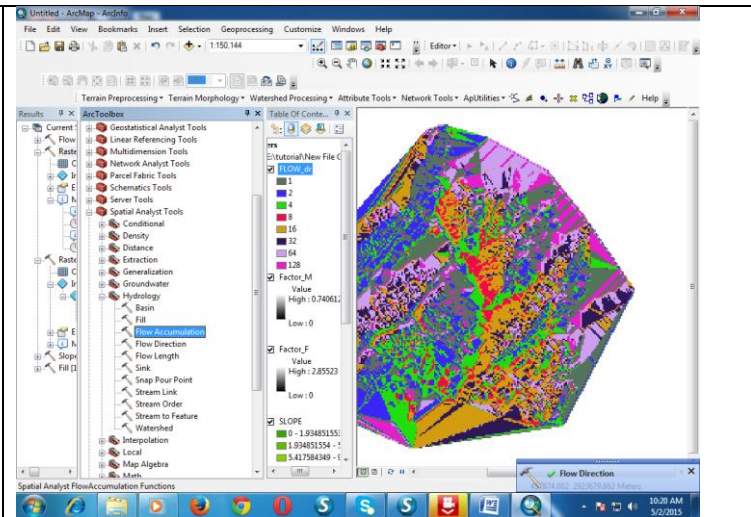 Untitled - ArcMap - ArcInfo
File Edit View Bookmarks Insert Selection Geoprocessing Customize Windows Help
1:150,144
Editor
Terrain Preprocessing Terrain Morphology Watershed Processing Attribute Tools Network Tools ApUtilities Help
Results
Current S
Flow
Raste
C
In
E
M
Raste
C
In
E
M
Slope
Fill [1
ArcToolbox
Geostatistical Analyst Tools
Linear Referencing Tools
Multidimension Tools
Network Analyst Tools
Parcel Fabric Tools
Schematics Tools
Server Tools
Spatial Analyst Tools
Conditional
Density
Distance
Extraction
Generalization
Groundwater
Hydrology
Basin
Fill
Flow Accumulation
Flow Direction
Flow Length
Sink
Snap Pour Point
Stream Link
Stream Order
Stream to Feature
Watershed
Interpolation
Local
Map Algebra
Math
Table Of Conte...
ers
E:\tutorial\New File G
FLOW_dr
1
2
4
8
16
32
64
128
Factor_M
Value
High : 0.740612
Low : 0
Factor_F
Value
High : 2.85523
Low : 0
SLOPE
0 - 1.934851553
1.934851554 - 5
5.417584349 - 9
Flow Direction
Spatial Analyst FlowAccumulation Functions
10:20 AM
5/2/2015